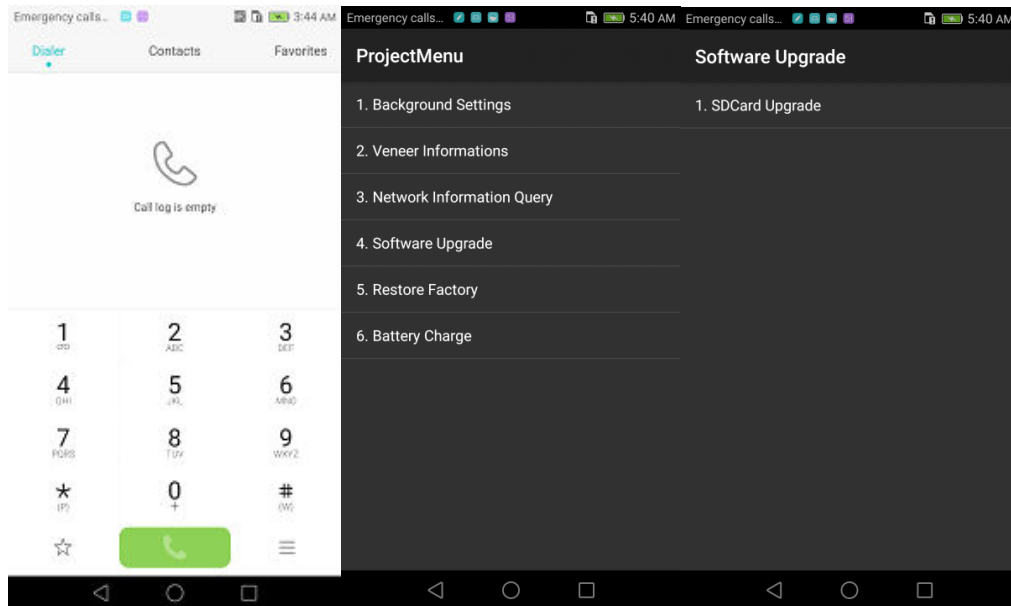 Emergency calls... 3:44 AM
Dialer Contacts Favorites
Call log is empty
1 2 3
ABC DEF
4 5 6
GHI JKL MNO
7 8 9
PQRS TUV WXYZ
* 0 #
(P) + (W)
Emergency calls... 5:40 AM
ProjectMenu
1. Background Settings
2. Veneer Informations
3. Network Information Query
4. Software Upgrade
5. Restore Factory
6. Battery Charge
Emergency calls... 5:40 AM
Software Upgrade
1. SDCard Upgrade